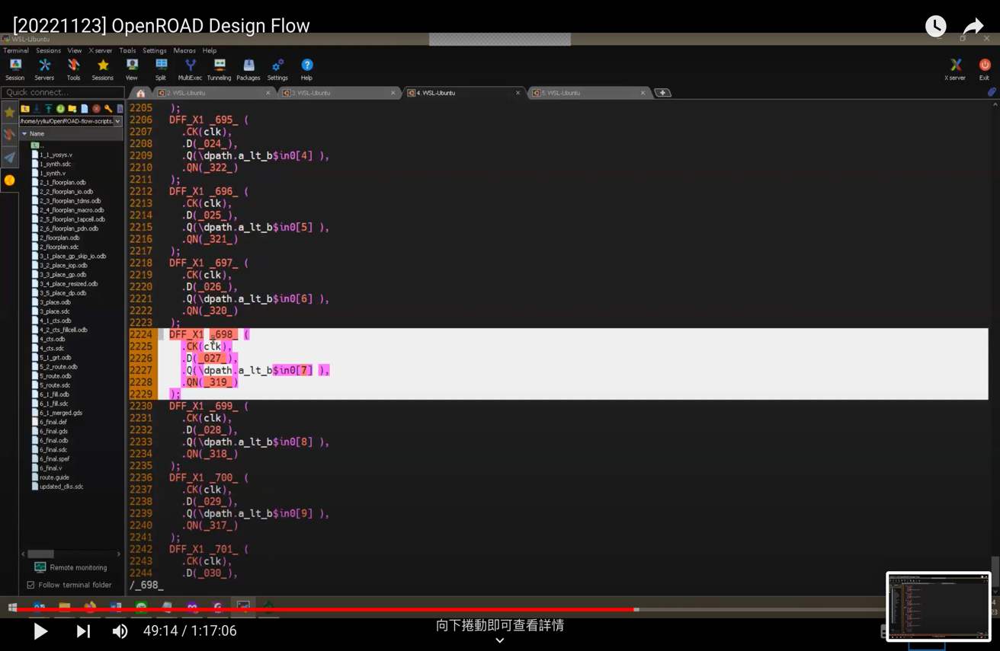 [20221123] OpenROAD Design Flow
WSL-Ubuntu
Terminal Sessions View X server Tools Settings Macros Help
Session Servers Tools Sessions View Split MultiExec Tunneling Packages Settings Help X server Exit
Quick connect...
2. WSL-Ubuntu
3. WSL-Ubuntu
4. WSL-Ubuntu
5. WSL-Ubuntu
/home/yyliu/OpenROAD-flow-scripts.
Name
..
1_1_yosys.v
1_synth.sdc
1_synth.v
2_1_floorplan.odb
2_2_floorplan_io.odb
2_3_floorplan_tdms.odb
2_4_floorplan_macro.odb
2_5_floorplan_tapcell.odb
2_6_floorplan_pdn.odb
2_floorplan.odb
2_floorplan.sdc
3_1_place_gp_skip_io.odb
3_2_place_iop.odb
3_3_place_gp.odb
3_4_place_resized.odb
3_5_place_dp.odb
3_place.odb
3_place.sdc
4_1_cts.odb
4_2_cts_fillcell.odb
4_cts.odb
4_cts.sdc
5_1_grt.odb
5_2_route.odb
5_route.odb
5_route.sdc
6_1_fill.odb
6_1_fill.sdc
6_1_merged.gds
6_final.def
6_final.gds
6_final.odb
6_final.sdc
6_final.spef
6_final.v
route.guide
updated_clks.sdc
Remote monitoring
Follow terminal folder
2205 );
2206 DFF_X1 _695_ (
2207 .CK(clk),
2208 .D(_024_),
2209 .Q(\dpath.a_lt_b$in0[4] ),
2210 .QN(_322_)
2211 );
2212 DFF_X1 _696_ (
2213 .CK(clk),
2214 .D(_025_),
2215 .Q(\dpath.a_lt_b$in0[5] ),
2216 .QN(_321_)
2217 );
2218 DFF_X1 _697_ (
2219 .CK(clk),
2220 .D(_026_),
2221 .Q(\dpath.a_lt_b$in0[6] ),
2222 .QN(_320_)
2223 );
2224 DFF_X1 _698_ (
2225 .CK(clk),
2226 .D(_027_),
2227 .Q(\dpath.a_lt_b$in0[7] ),
2228 .QN(_319_)
2229 );
2230 DFF_X1 _699_ (
2231 .CK(clk),
2232 .D(_028_),
2233 .Q(\dpath.a_lt_b$in0[8] ),
2234 .QN(_318_)
2235 );
2236 DFF_X1 _700_ (
2237 .CK(clk),
2238 .D(_029_),
2239 .Q(\dpath.a_lt_b$in0[9] ),
2240 .QN(_317_)
2241 );
2242 DFF_X1 _701_ (
2243 .CK(clk),
2244 .D(_030_),
/_698_
49:14 / 1:17:06
向下捲動即可查看詳情